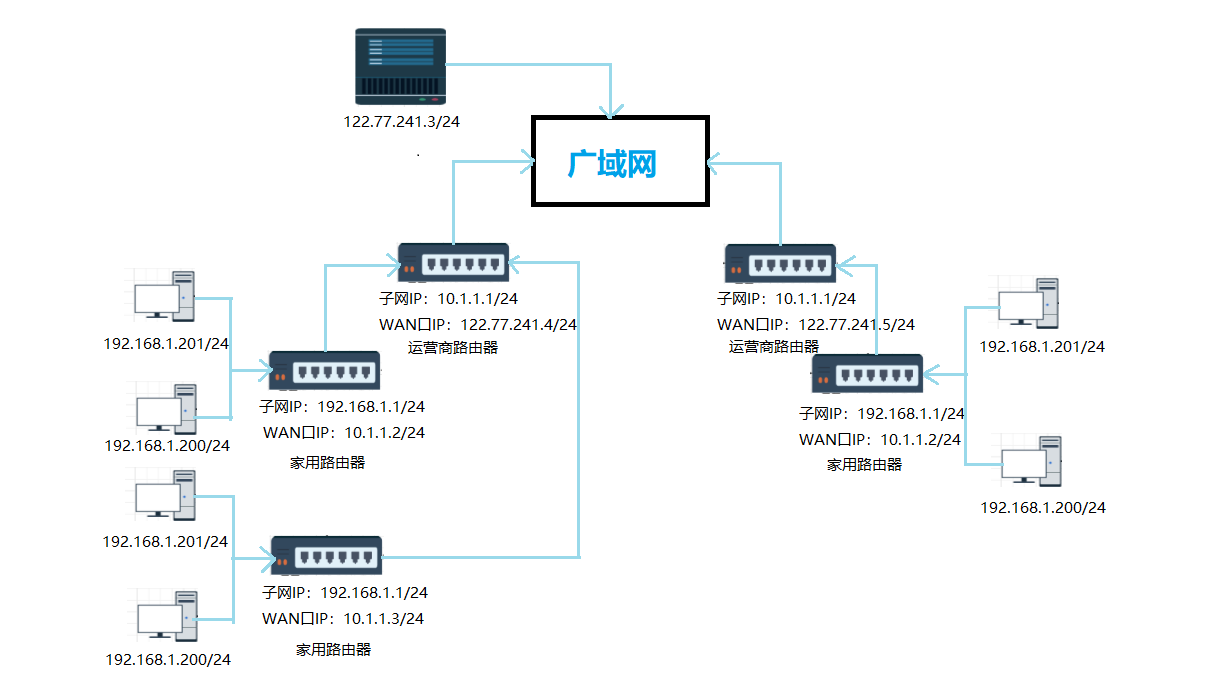 122.77.241.3/24
广域网
子网IP：10.1.1.1/24
WAN口IP：122.77.241.4/24
运营商路由器
子网IP：10.1.1.1/24
WAN口IP：122.77.241.5/24
运营商路由器
192.168.1.201/24
192.168.1.200/24
子网IP：192.168.1.1/24
WAN口IP：10.1.1.2/24
家用路由器
192.168.1.201/24
192.168.1.200/24
子网IP：192.168.1.1/24
WAN口IP：10.1.1.3/24
家用路由器
192.168.1.201/24
子网IP：192.168.1.1/24
WAN口IP：10.1.1.2/24
家用路由器
192.168.1.200/24